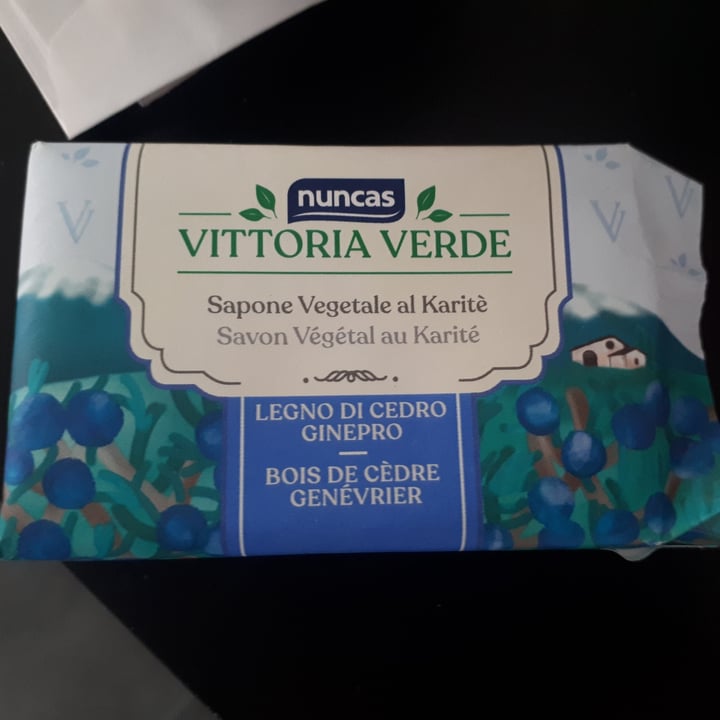 nuncas
VITTORIA VERDE
Sapone Vegetale al Karitè
Savon Végétal au Karité
LEGNO DI CEDRO
GINEPRO
BOIS DE CÈDRE
GENÉVRIER